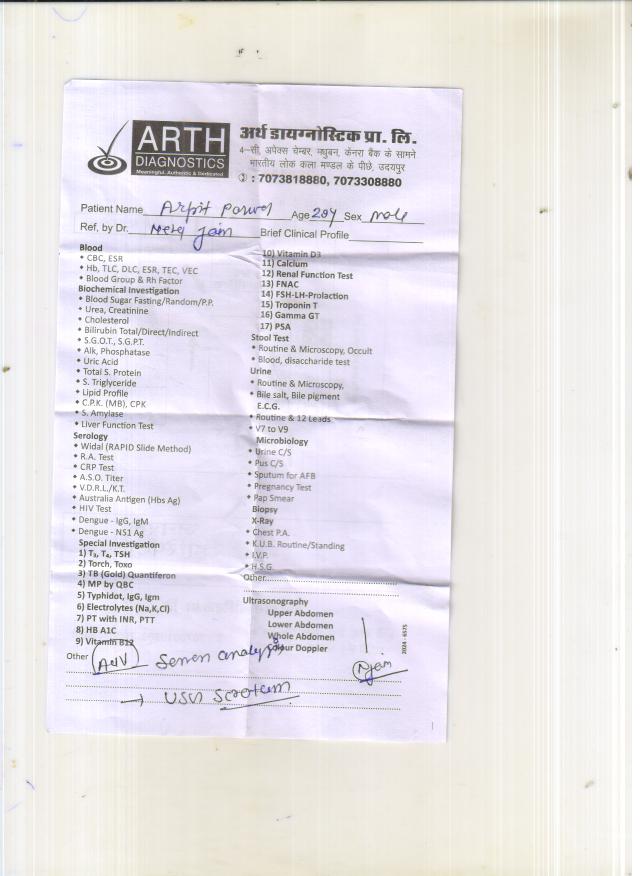 ARTH
DIAGNOSTICS
Meaningful, Authentic & Dedicated
अर्थ डायग्नोस्टिक प्रा. लि.
4-सी, अपेक्स चेम्बर, मधुबन, केनरा बैंक के सामने
भारतीय लोक कला मण्डल के पीछे, उदयपुर
: 7073818880, 7073308880
Patient Name Arpit Age 20y Sex male
Ref, by Dr. Jain Brief Clinical Profile
Blood
CBC, ESR
Hb, TLC, DLC, ESR, TEC, VEC
Blood Group & Rh Factor
Biochemical Investigation
Blood Sugar Fasting/Random/P.P.
Urea, Creatinine
Cholesterol
Bilirubin Total/Direct/Indirect
S.G.O.T., S.G.P.T.
Alk, Phosphatase
Uric Acid
Total S. Protein
S. Triglyceride
Lipid Profile
C.P.K. (MB), CPK
S. Amylase
Liver Function Test
Serology
Widal (RAPID Slide Method)
R.A. Test
CRP Test
A.S.O. Titer
V.D.R.L./K.T.
Australia Antigen (Hbs Ag)
HIV Test
Dengue - IgG, IgM
Dengue - NS1 Ag
Special Investigation
1) T₃, T₄, TSH
2) Torch, Toxo
3) TB (Gold) Quantiferon
4) MP by QBC
5) Typhidot, IgG, Igm
6) Electrolytes (Na,K,Cl)
7) PT with INR, PTT
8) HB A1C
9) Vitamin B12
10) Vitamin D3
11) Calcium
12) Renal Function Test
13) FNAC
14) FSH-LH-Prolaction
15) Troponin T
16) Gamma GT
17) PSA
Stool Test
Routine & Microscopy, Occult
Blood, disaccharide test
Urine
Routine & Microscopy,
Bile salt, Bile pigment
E.C.G.
Routine & 12 Leads
V7 to V9
Microbiology
Urine C/S
Pus C/S
Sputum for AFB
Pregnancy Test
Pap Smear
Biopsy
X-Ray
Chest P.A.
K.U.B. Routine/Standing
I.V.P.
H.S.G.
Other
Ultrasonography
Upper Abdomen
Lower Abdomen
Whole Abdomen
Colour Doppler
2024 - 6575
Other Semen analysis
Njain
→ USG Scrotum